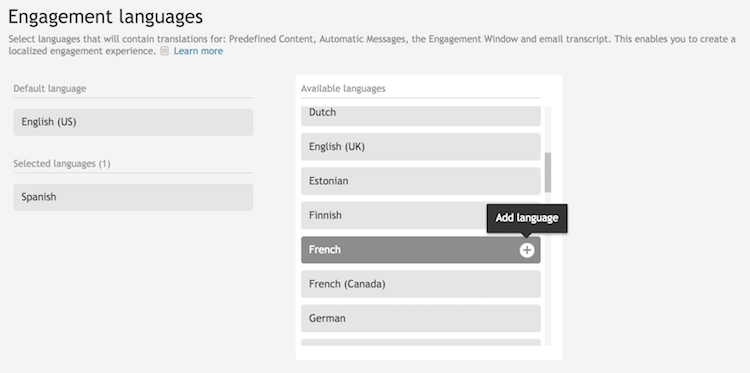 Engagement languages
Select languages that will contain translations for: Predefined Content, Automatic Messages, the Engagement Window and email transcript. This enables you to create a
localized engagement experience. Learn more
Default language
English (US)
Selected languages (1)
Spanish
Available languages
Dutch
English (UK)
Estonian
Finnish
Add language
French
French (Canada)
German